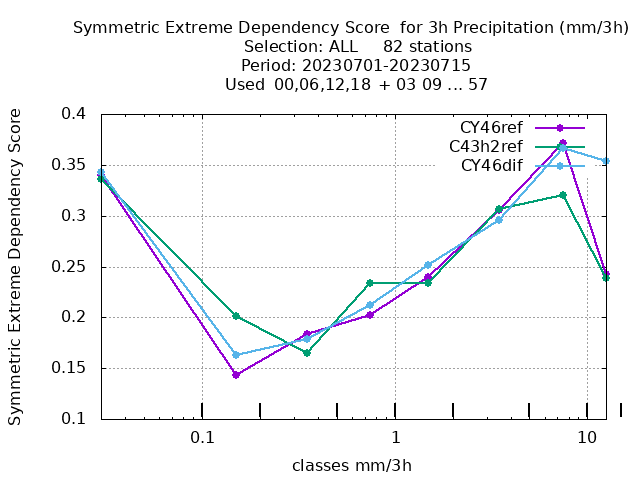 Symmetric Extreme Dependency Score  for 3h Precipitation (mm/3h)
Selection: ALL     82 stations
Period: 20230701-20230715
Used  00,06,12,18 + 03 09 ... 57
Symmetric Extreme Dependency Score
0.4
0.35
0.3
0.25
0.2
0.15
0.1
CY46ref
C43h2ref
CY46dif
0.1
1
10
classes mm/3h